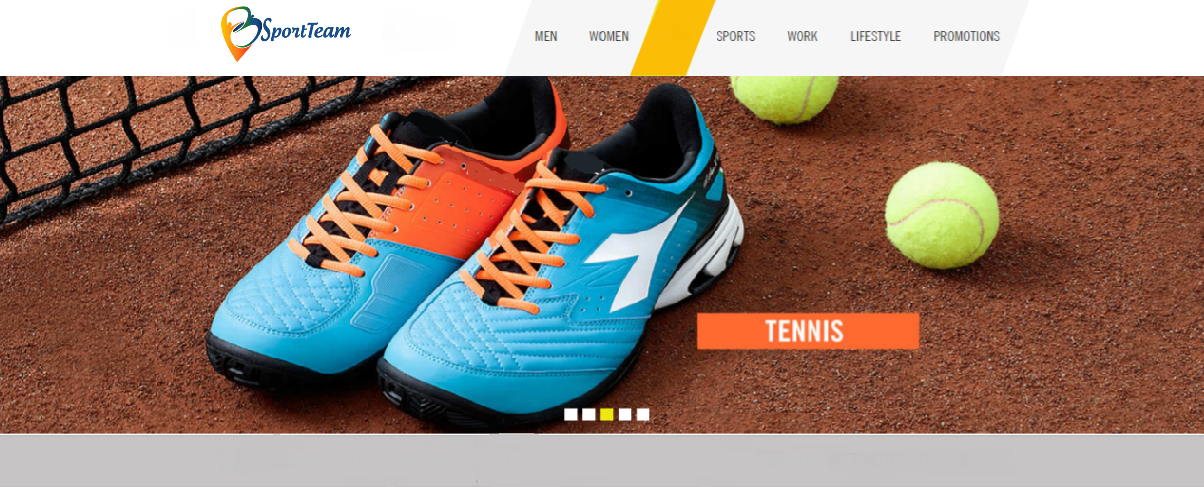 SportTeam
MEN WOMEN SPORTS WORK LIFESTYLE PROMOTIONS
TENNIS